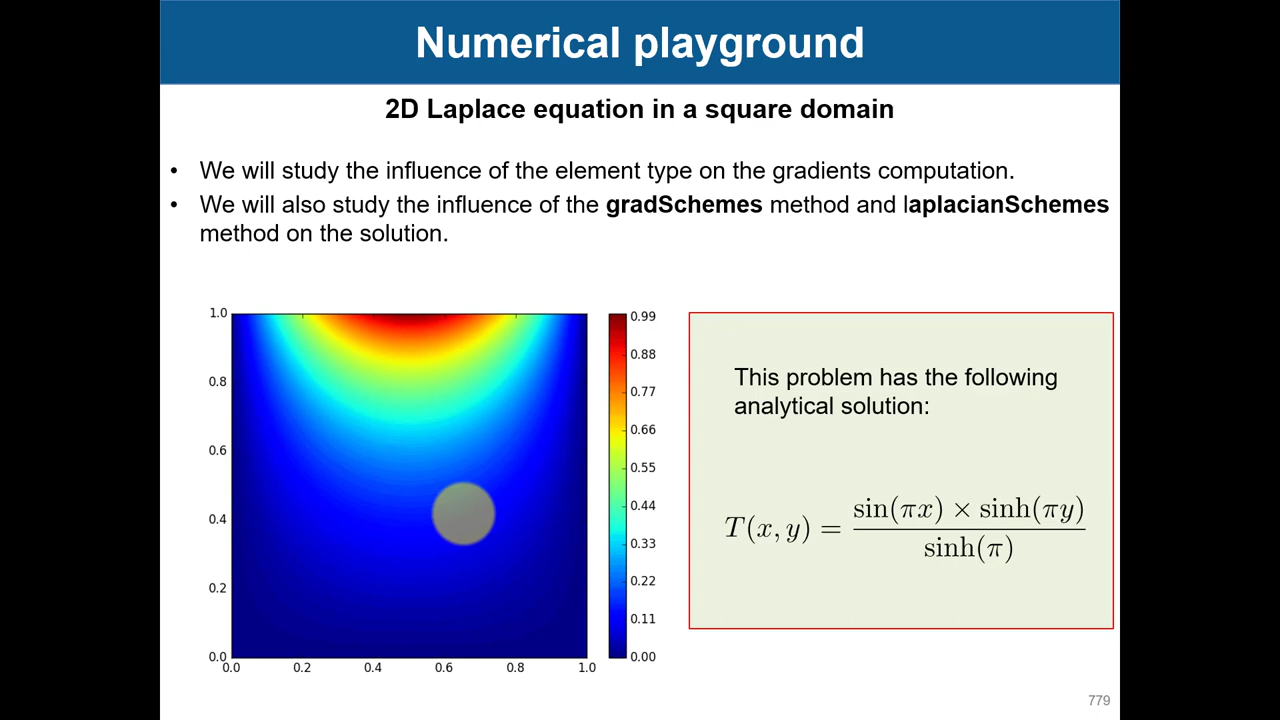 Numerical playground
2D Laplace equation in a square domain
• We will study the influence of the element type on the gradients computation.
• We will also study the influence of the gradSchemes method and laplacianSchemes
method on the solution.
1.0
0.8
0.6
0.4
0.2
0.0
0.0 0.2 0.4 0.6 0.8 1.0
0.99
0.88
0.77
0.66
0.55
0.44
0.33
0.22
0.11
0.00
This problem has the following
analytical solution:
T(x, y) = sin(πx) × sinh(πy) / sinh(π)
779